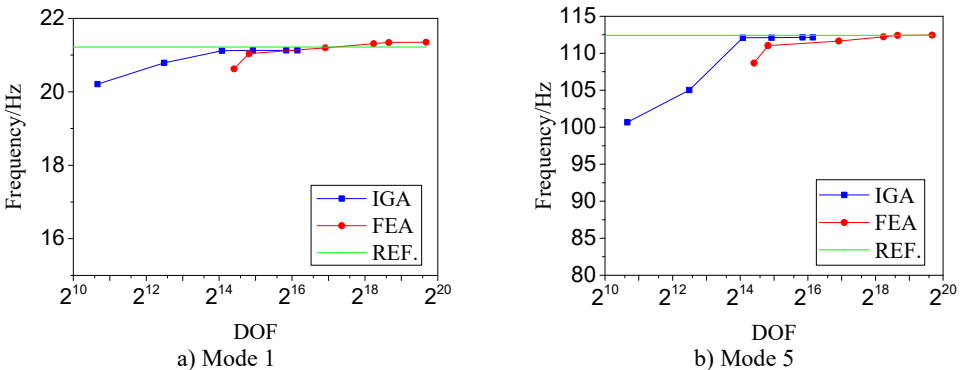 22
20
18
16
Frequency/Hz
IGA
FEA
REF.
2^10 2^12 2^14 2^16 2^18 2^20
DOF
a) Mode 1
115
110
105
100
95
90
85
80
Frequency/Hz
IGA
FEA
REF.
2^10 2^12 2^14 2^16 2^18 2^20
DOF
b) Mode 5